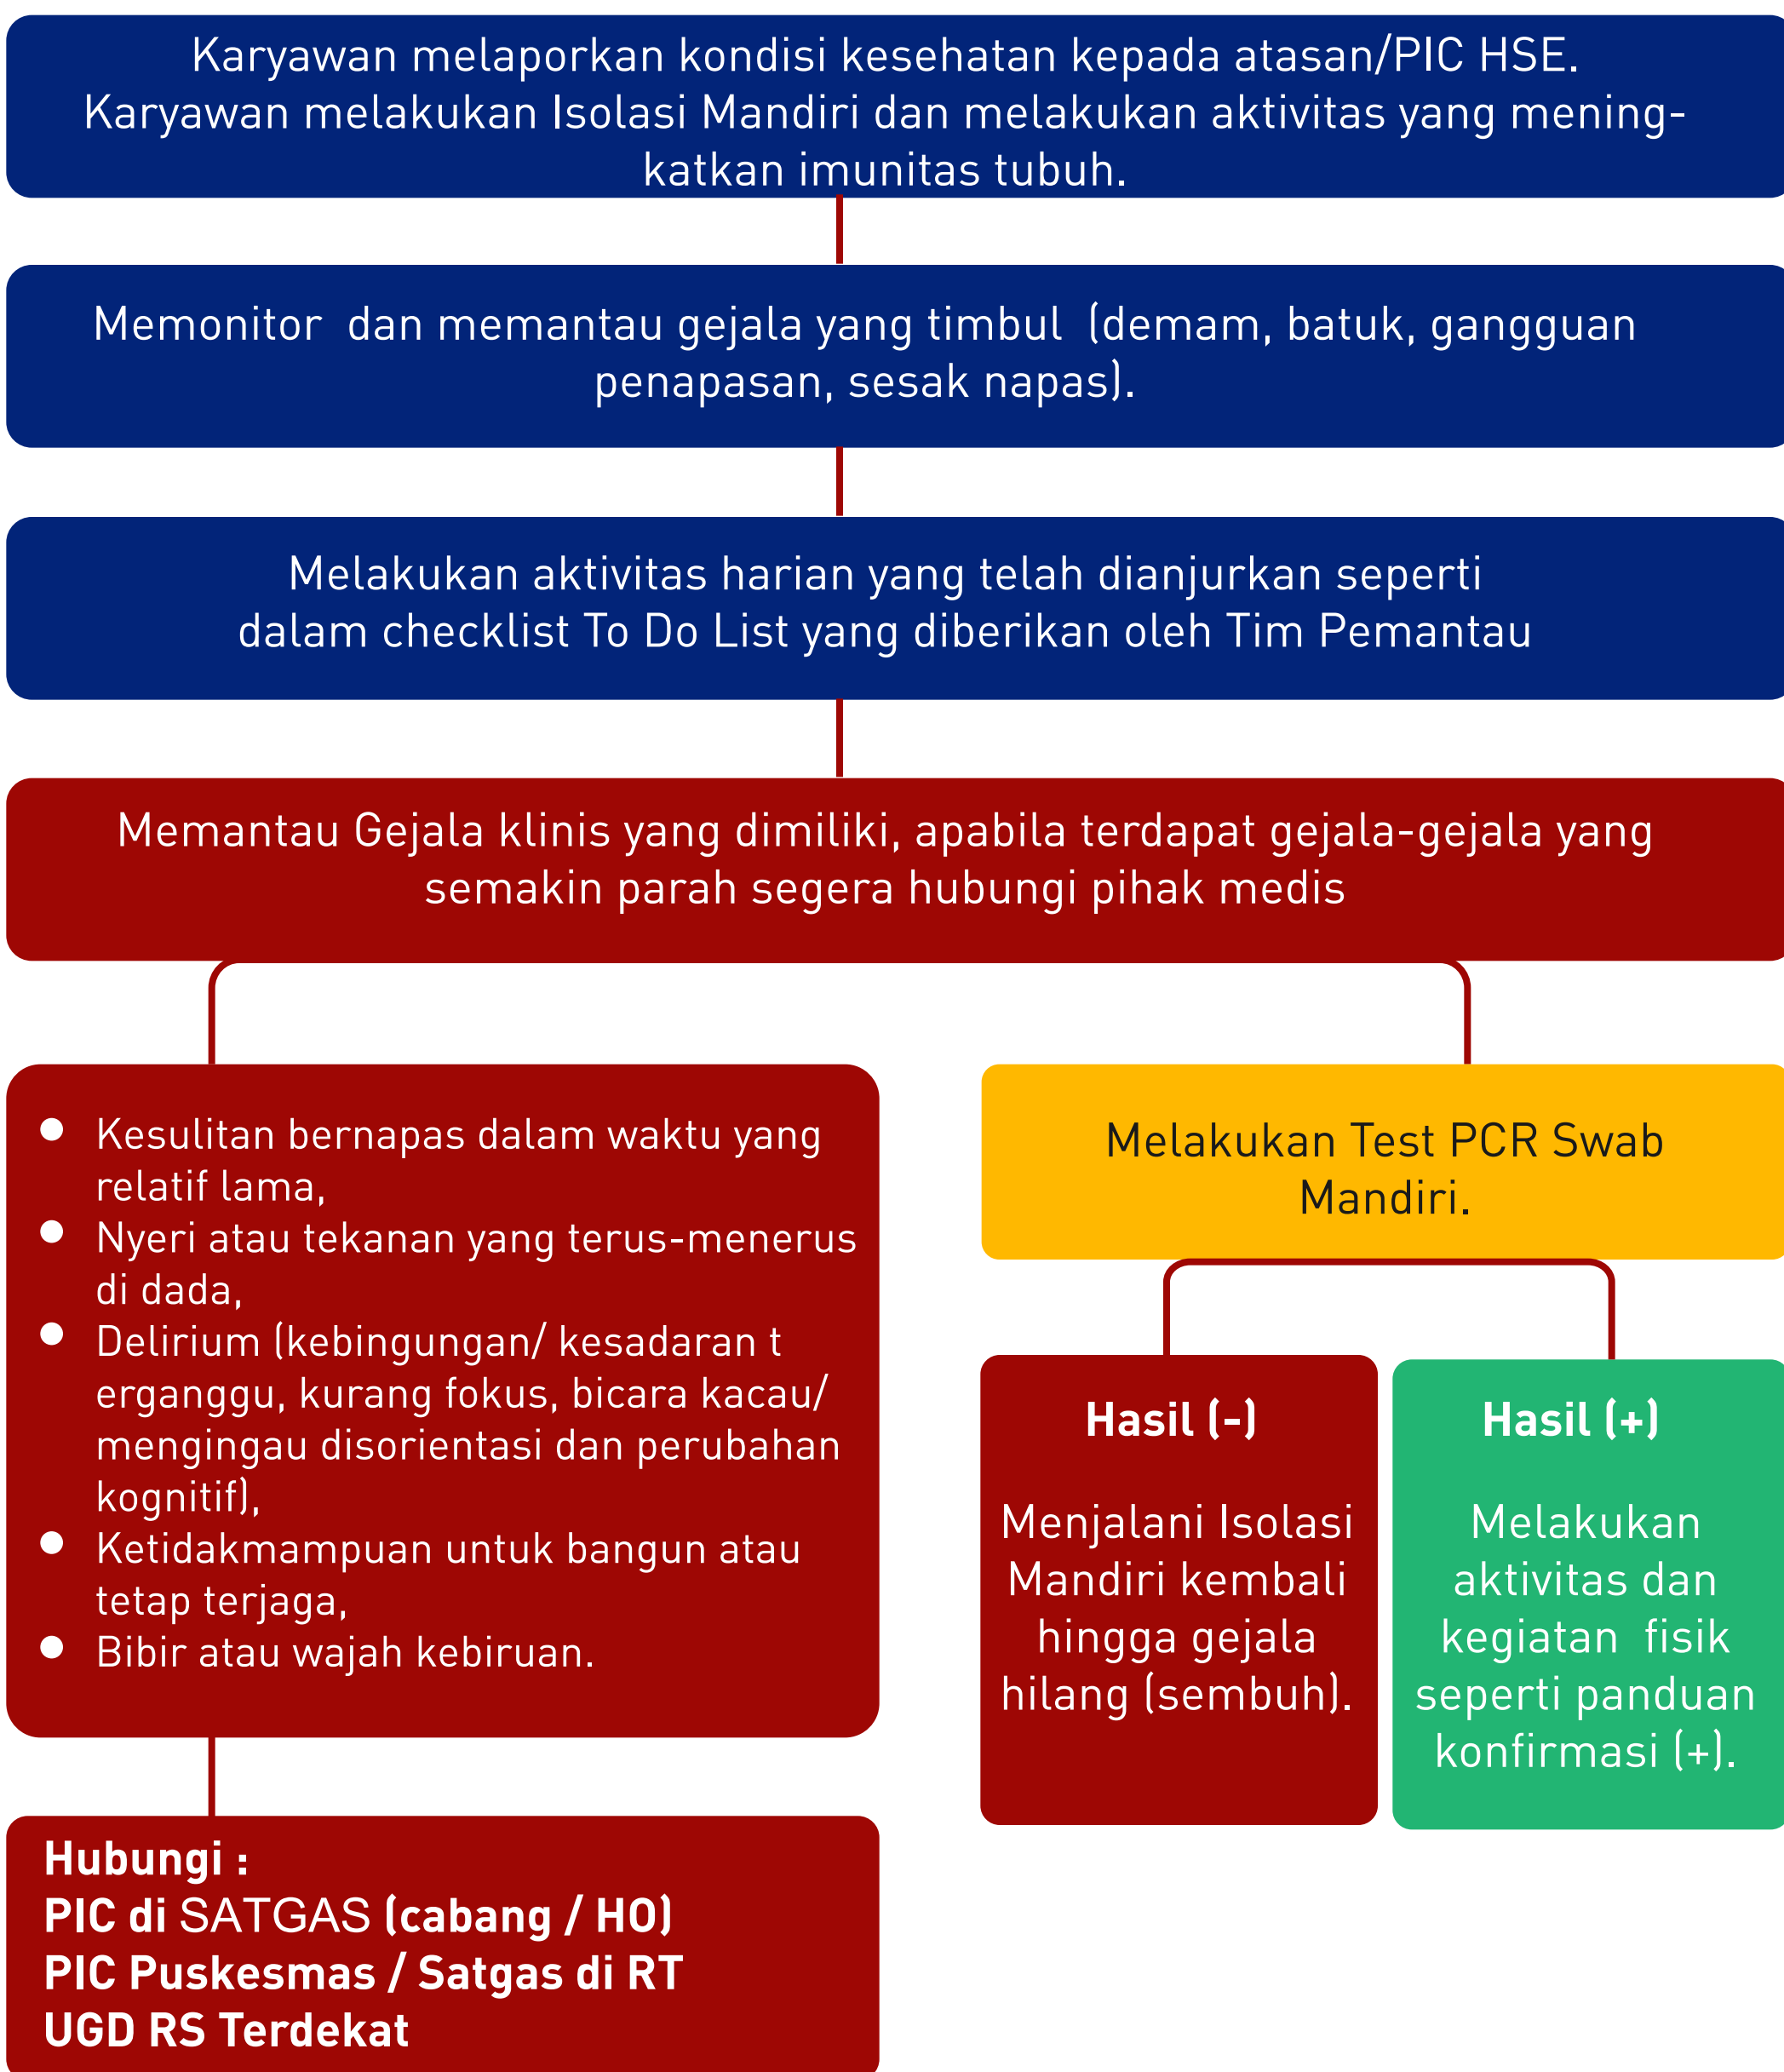 Karyawan melaporkan kondisi kesehatan kepada atasan/PIC HSE.
Karyawan melakukan Isolasi Mandiri dan melakukan aktivitas yang mening-
katkan imunitas tubuh.
Memonitor dan memantau gejala yang timbul (demam, batuk, gangguan
penapasan, sesak napas).
Melakukan aktivitas harian yang telah dianjurkan seperti
dalam checklist To Do List yang diberikan oleh Tim Pemantau
Memantau Gejala klinis yang dimiliki, apabila terdapat gejala-gejala yang
semakin parah segera hubungi pihak medis
● Kesulitan bernapas dalam waktu yang
relatif lama,
● Nyeri atau tekanan yang terus-menerus
di dada,
● Delirium (kebingungan/ kesadaran t
erganggu, kurang fokus, bicara kacau/
mengingau disorientasi dan perubahan
kognitif),
● Ketidakmampuan untuk bangun atau
tetap terjaga,
● Bibir atau wajah kebiruan.
Hubungi :
PIC di SATGAS (cabang / HO)
PIC Puskesmas / Satgas di RT
UGD RS Terdekat
Melakukan Test PCR Swab
Mandiri.
Hasil (-)
Menjalani Isolasi
Mandiri kembali
hingga gejala
hilang (sembuh).
Hasil (+)
Melakukan
aktivitas dan
kegiatan fisik
seperti panduan
konfirmasi (+).